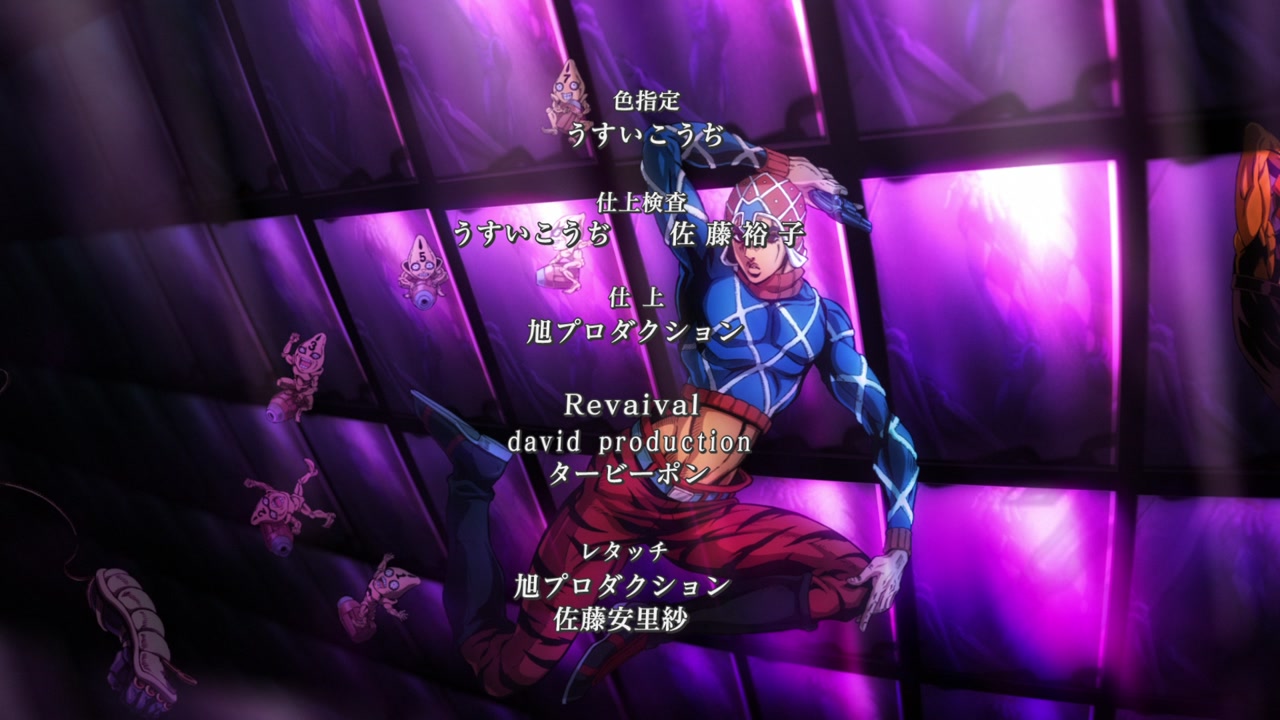 色指定
うすいこうぢ
仕上検査
うすいこうぢ 佐藤裕子
仕上
旭プロダクション
Revaival
david production
タービーポン
レタッチ
旭プロダクション
佐藤安里紗
7
5
3